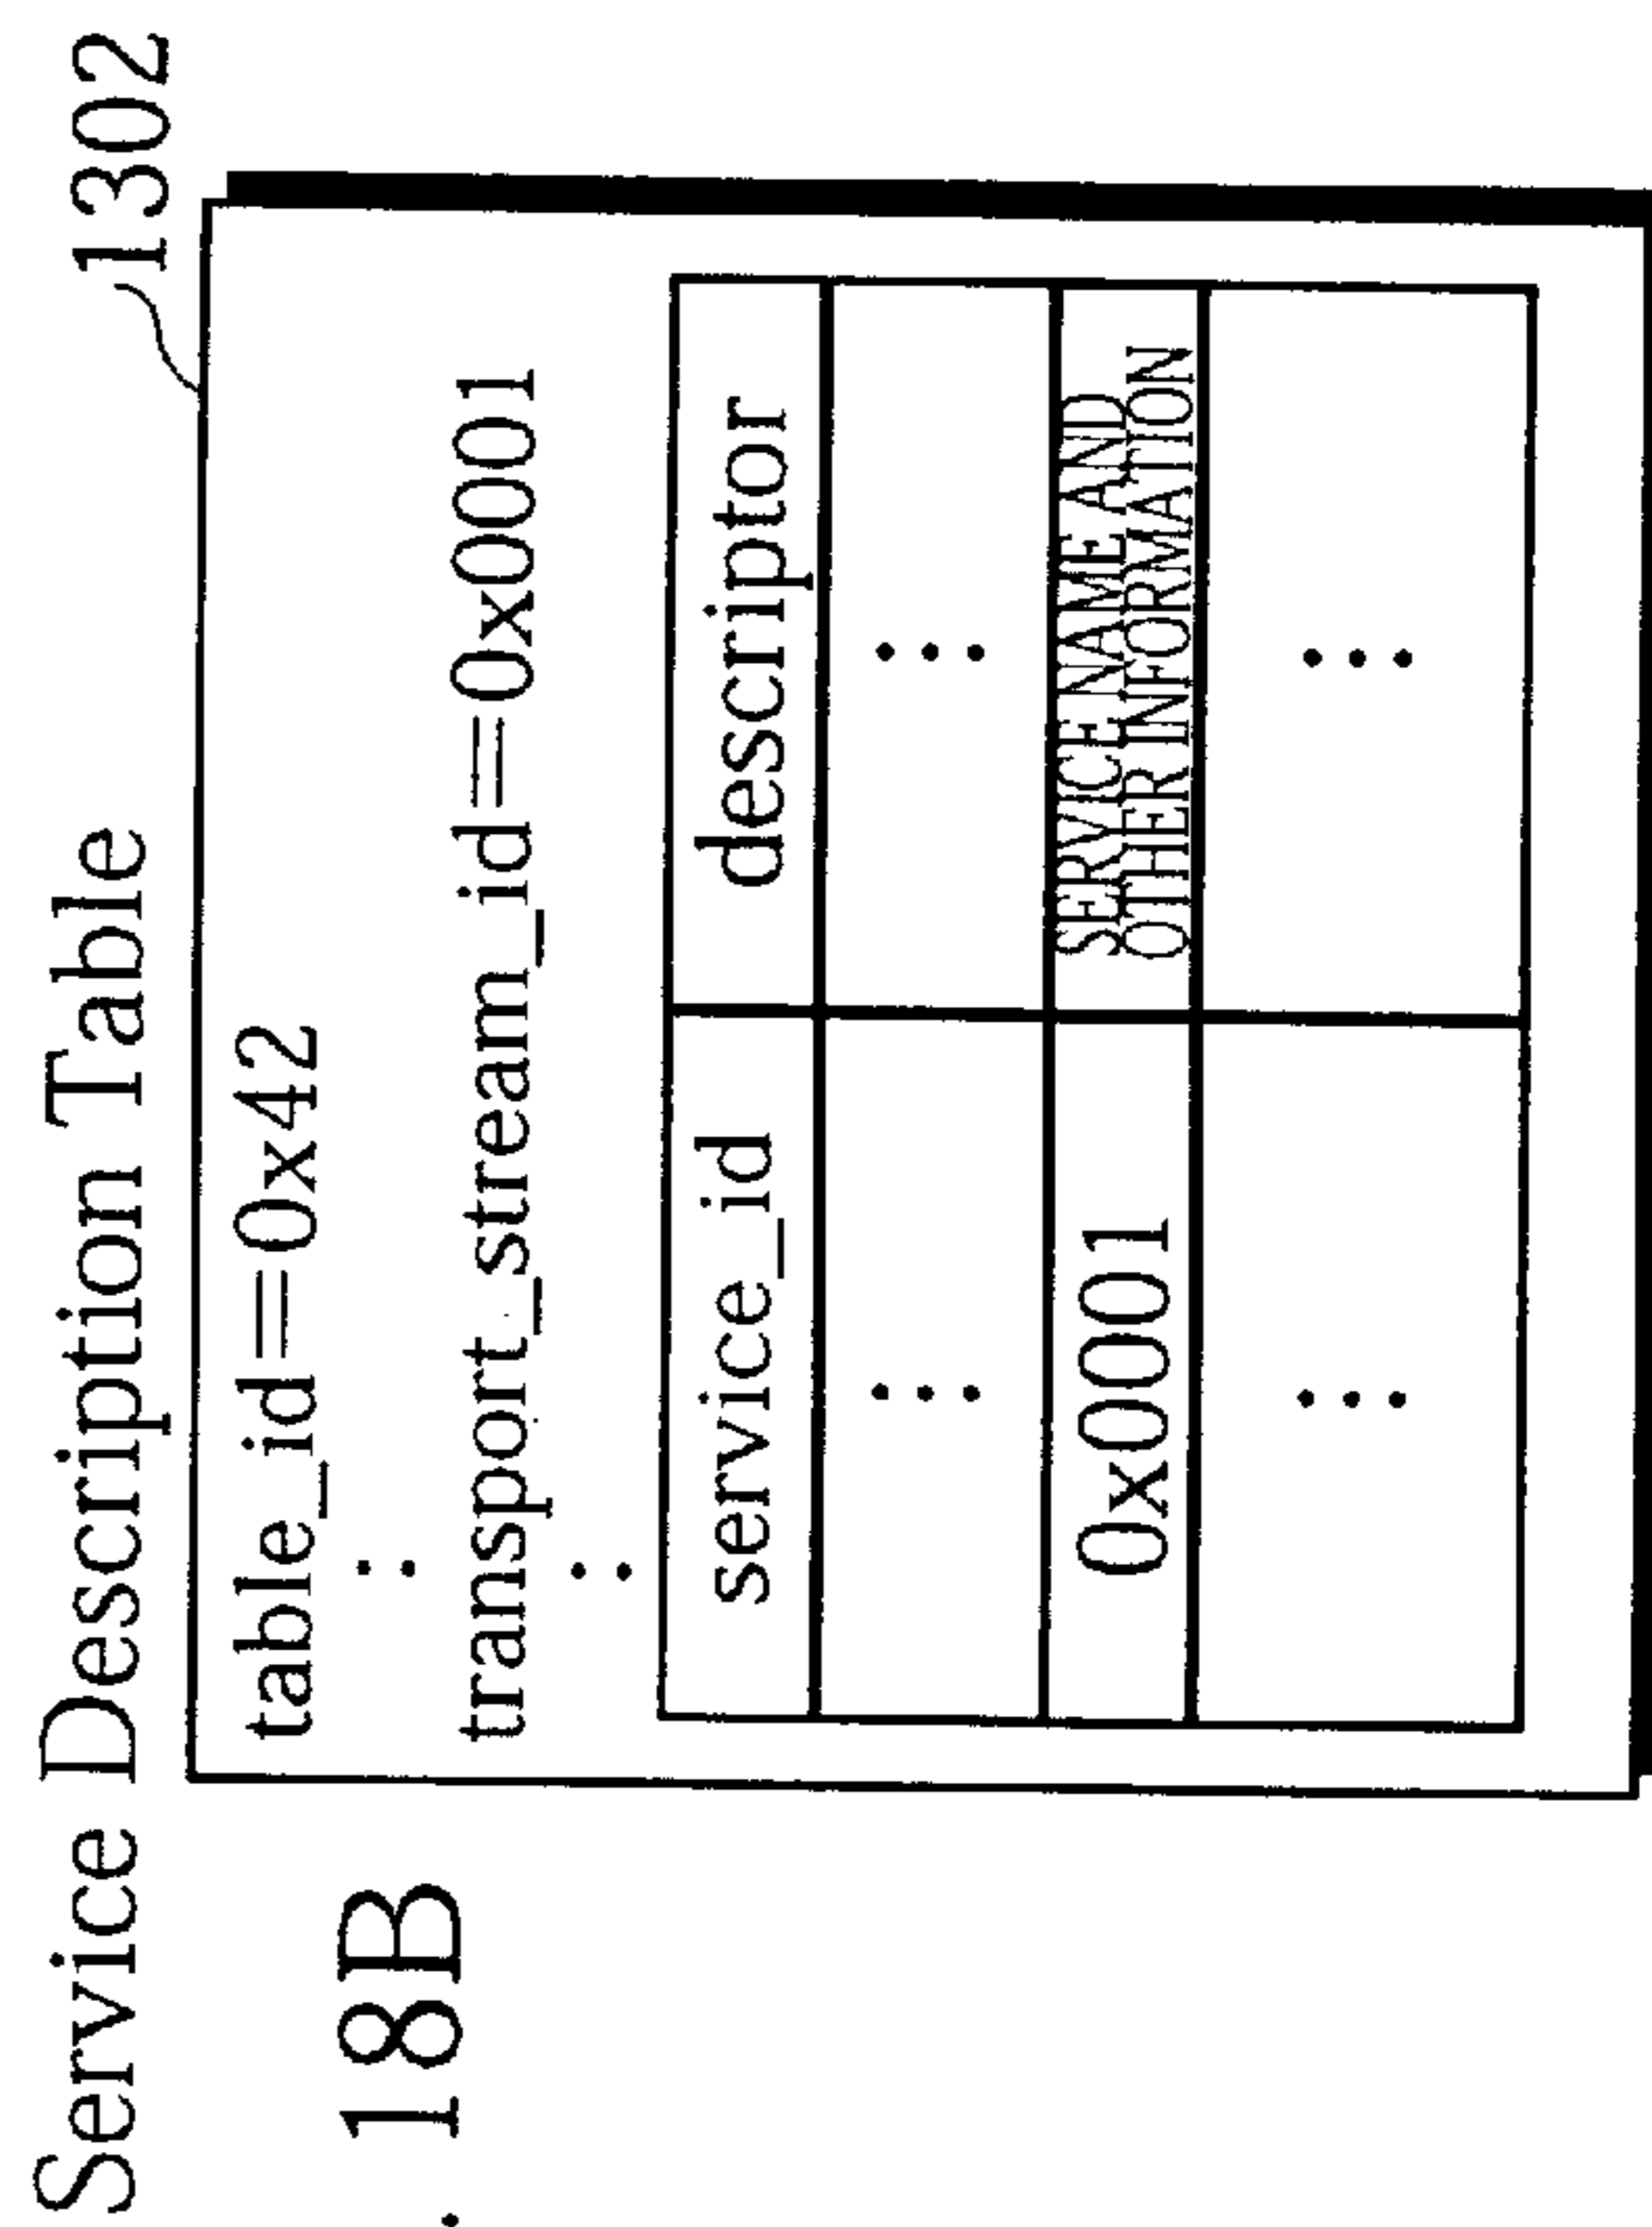 Service Description Table
1302
. 18B
table_id==0x42
:
transport_stream_id==0x0001
:
service_id descriptor
... ...
0x0001 SERVICE NAME AND
OTHER INFORMATION
... ...